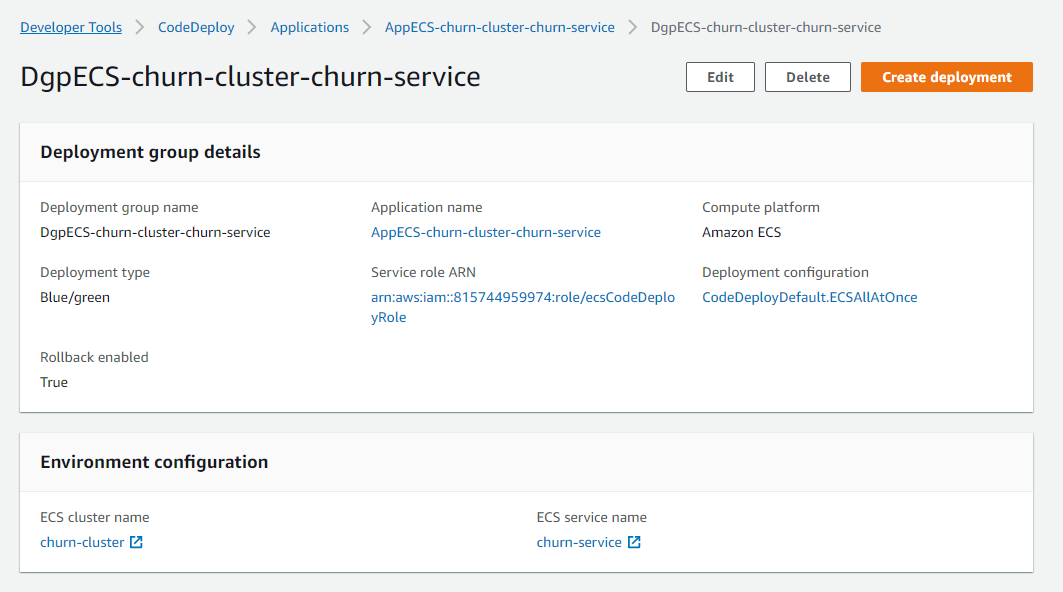 Developer Tools > CodeDeploy > Applications > AppECS-churn-cluster-churn-service > DgpECS-churn-cluster-churn-service
DgpECS-churn-cluster-churn-service Edit Delete Create deployment
Deployment group details
Deployment group name Application name Compute platform
DgpECS-churn-cluster-churn-service AppECS-churn-cluster-churn-service Amazon ECS
Deployment type Service role ARN Deployment configuration
Blue/green arn:aws:iam::815744959974:role/ecsCodeDeplo CodeDeployDefault.ECSAllAtOnce
yRole
Rollback enabled
True
Environment configuration
ECS cluster name ECS service name
churn-cluster churn-service